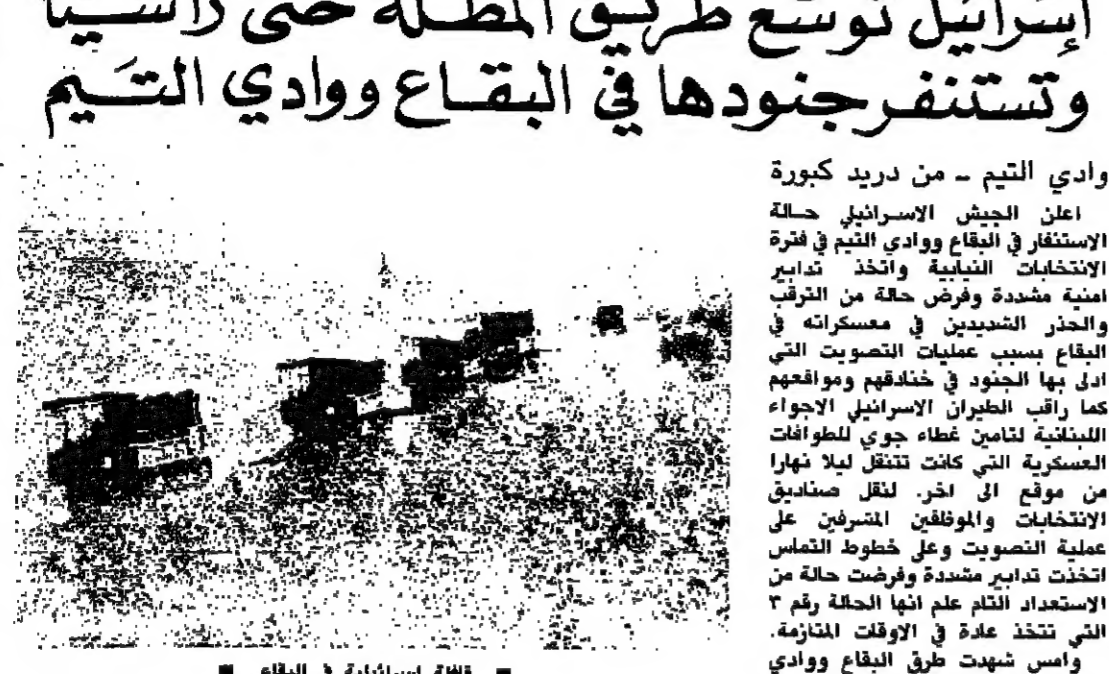 إسرائيل توسع طريق المطلة حتى راشيا
وتستنفر جنودها في البقاع ووادي التيم
وادي التيم - من دريد كبورة
اعلن الجيش الاسرائيلي حالة
الاستنفار في البقاع ووادي التيم في فترة
الانتخابات النيابية واتخذ تدابير
امنية مشددة وفرض حالة من الترقب
والحذر الشديدين في معسكراته في
البقاع بسبب عمليات التصويت التي
ادلى بها الجنود في خنادقهم ومواقعهم
كما راقب الطيران الاسرائيلي الاجواء
اللبنانية لتامين غطاء جوي للطوافات
العسكرية التي كانت تتنقل ليلا نهارا
من موقع الى اخر. لنقل صناديق
الانتخابات والموظفين المشرفين على
عملية التصويت وعلى خطوط التماس
اتخذت تدابير مشددة وفرضت حالة من
الاستعداد التام علم انها الحالة رقم ٣
التي تتخذ عادة في الاوقات المتازمة.
وامس شهدت طرق البقاع ووادي
■ قافلة اسرائيلية في البقاع ■